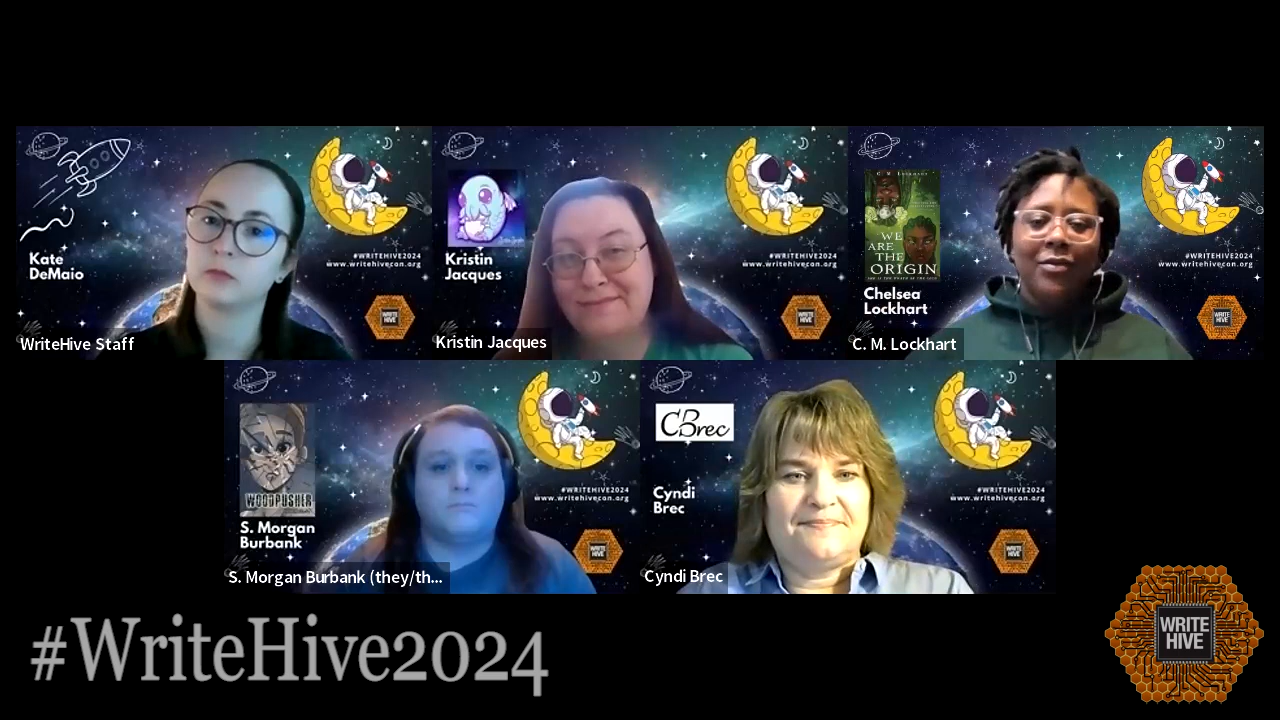 Kate
DeMaio
#WRITEHIVE2024
www.writehivecon.org
WRITE
HIVE
WriteHive Staff
Kristin
Jacques
#WRITEHIVE2024
www.writehivecon.org
WRITE
HIVE
Kristin Jacques
WE
ARE
THE
ORIGIN
Chelsea
Lockhart
#WRITEHIVE2024
www.writehivecon.org
WRITE
HIVE
C. M. Lockhart
WOODPUSHER
S. Morgan
Burbank
#WRITEHIVE2024
www.writehivecon.org
WRITE
HIVE
S. Morgan Burbank (they/th...
CBrec
Cyndi
Brec
#WRITEHIVE2024
www.writehivecon.org
WRITE
HIVE
Cyndi Brec
#WriteHive2024
WRITE
HIVE